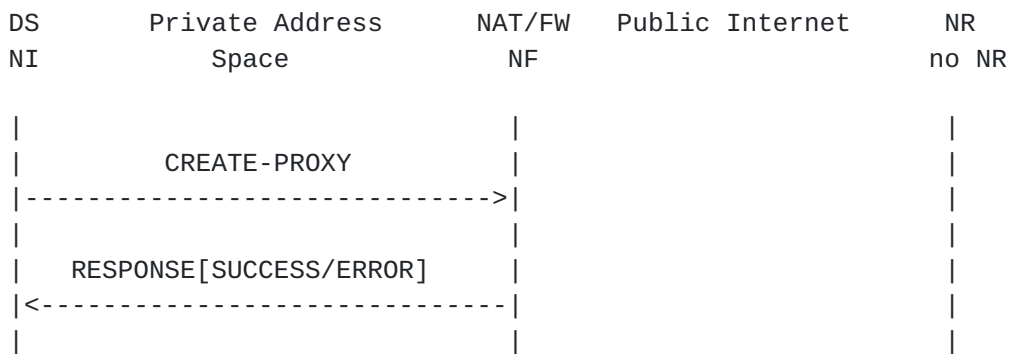 DS Private Address NAT/FW Public Internet NR
NI Space NF no NR
| | |
| CREATE-PROXY | |
|------------------------------>| |
| | |
| RESPONSE[SUCCESS/ERROR] | |
|<------------------------------| |
| | |